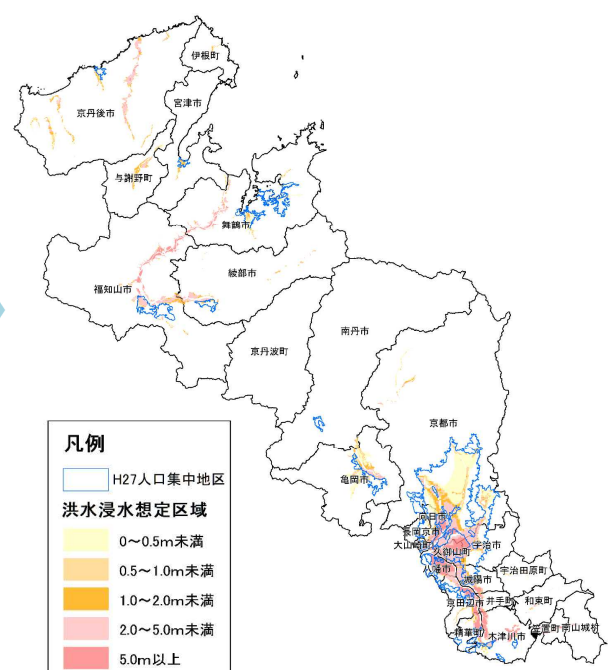 伊根町
宮津市
京丹後市
与謝野町
舞鶴市
綾部市
福知山市
南丹市
京丹波町
京都市
亀岡市
向日市
長岡京市
大山崎町
久御山町
宇治市
八幡市
城陽市
宇治田原町
京田辺市
井手町
和束町
精華町
木津川市
笠置町
南山城村
凡例
H27人口集中地区
洪水浸水想定区域
0～0.5m未満
0.5～1.0m未満
1.0～2.0m未満
2.0～5.0m未満
5.0m以上